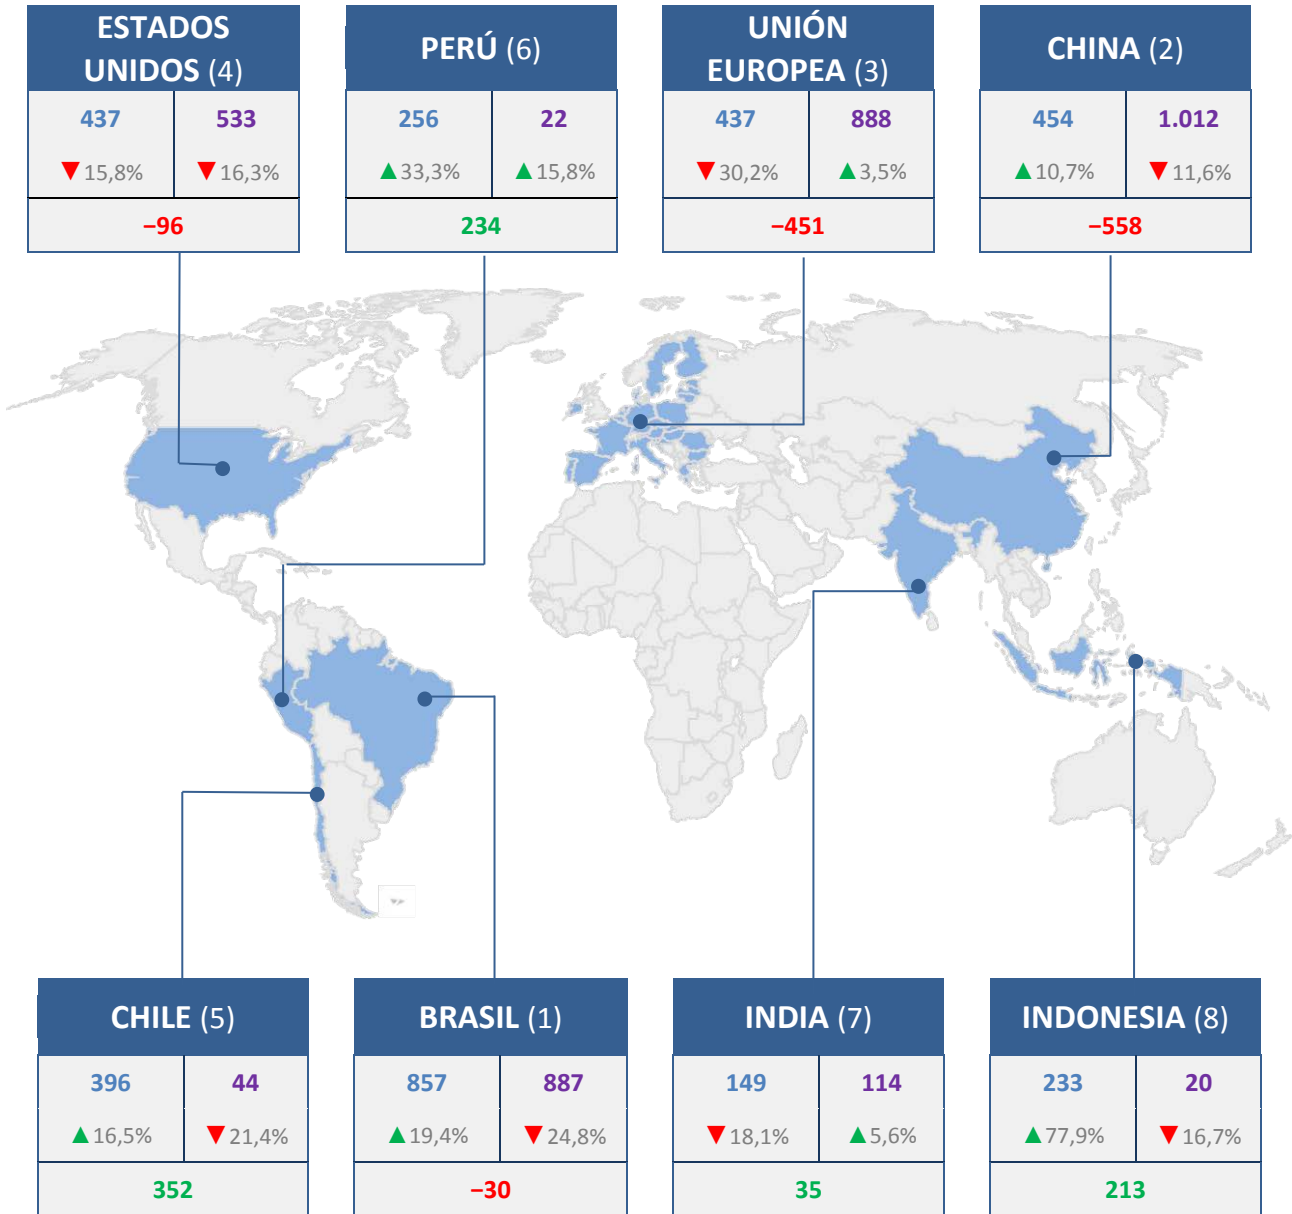 ESTADOS
UNIDOS (4)
437 533
▼15,8% ▼16,3%
−96
PERÚ (6)
256 22
▲33,3% ▲15,8%
234
UNIÓN
EUROPEA (3)
437 888
▼30,2% ▲3,5%
−451
CHINA (2)
454 1.012
▲10,7% ▼11,6%
−558
CHILE (5)
396 44
▲16,5% ▼21,4%
352
BRASIL (1)
857 887
▲19,4% ▼24,8%
−30
INDIA (7)
149 114
▼18,1% ▲5,6%
35
INDONESIA (8)
233 20
▲77,9% ▼16,7%
213